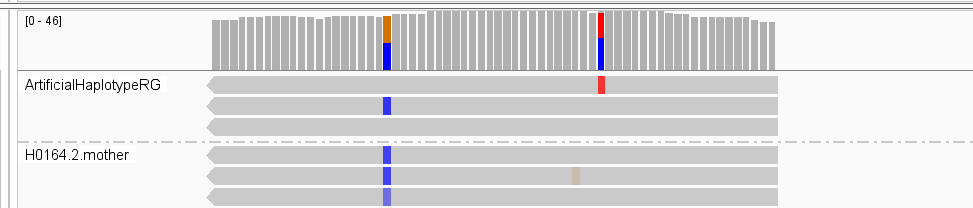 [0 - 46]
ArtificialHaplotypeRG
H0164.2.mother